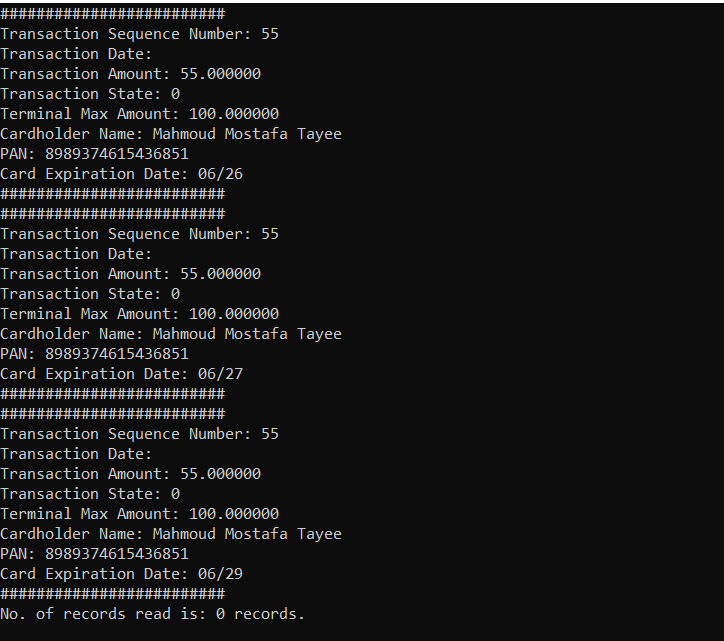 #########################
Transaction Sequence Number: 55
Transaction Date:
Transaction Amount: 55.000000
Transaction State: 0
Terminal Max Amount: 100.000000
Cardholder Name: Mahmoud Mostafa Tayee
PAN: 8989374615436851
Card Expiration Date: 06/26
#########################
#########################
Transaction Sequence Number: 55
Transaction Date:
Transaction Amount: 55.000000
Transaction State: 0
Terminal Max Amount: 100.000000
Cardholder Name: Mahmoud Mostafa Tayee
PAN: 8989374615436851
Card Expiration Date: 06/27
#########################
#########################
Transaction Sequence Number: 55
Transaction Date:
Transaction Amount: 55.000000
Transaction State: 0
Terminal Max Amount: 100.000000
Cardholder Name: Mahmoud Mostafa Tayee
PAN: 8989374615436851
Card Expiration Date: 06/29
#########################
No. of records read is: 0 records.